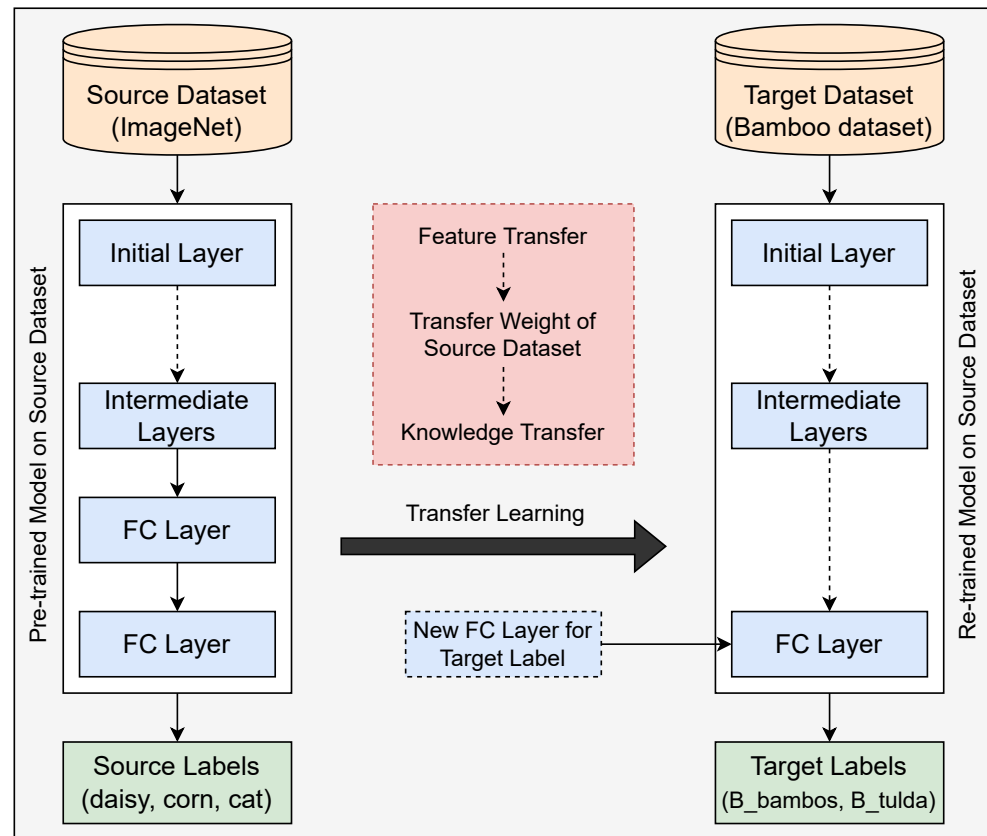 Source Dataset
(ImageNet)
Pre-trained Model on Source Dataset
Initial Layer
Intermediate
Layers
FC Layer
FC Layer
Source Labels
(daisy, corn, cat)
Feature Transfer
Transfer Weight of
Source Dataset
Knowledge Transfer
Transfer Learning
New FC Layer for
Target Label
Target Dataset
(Bamboo dataset)
Initial Layer
Intermediate
Layers
FC Layer
Re-trained Model on Source Dataset
Target Labels
(B_bambos, B_tulda)